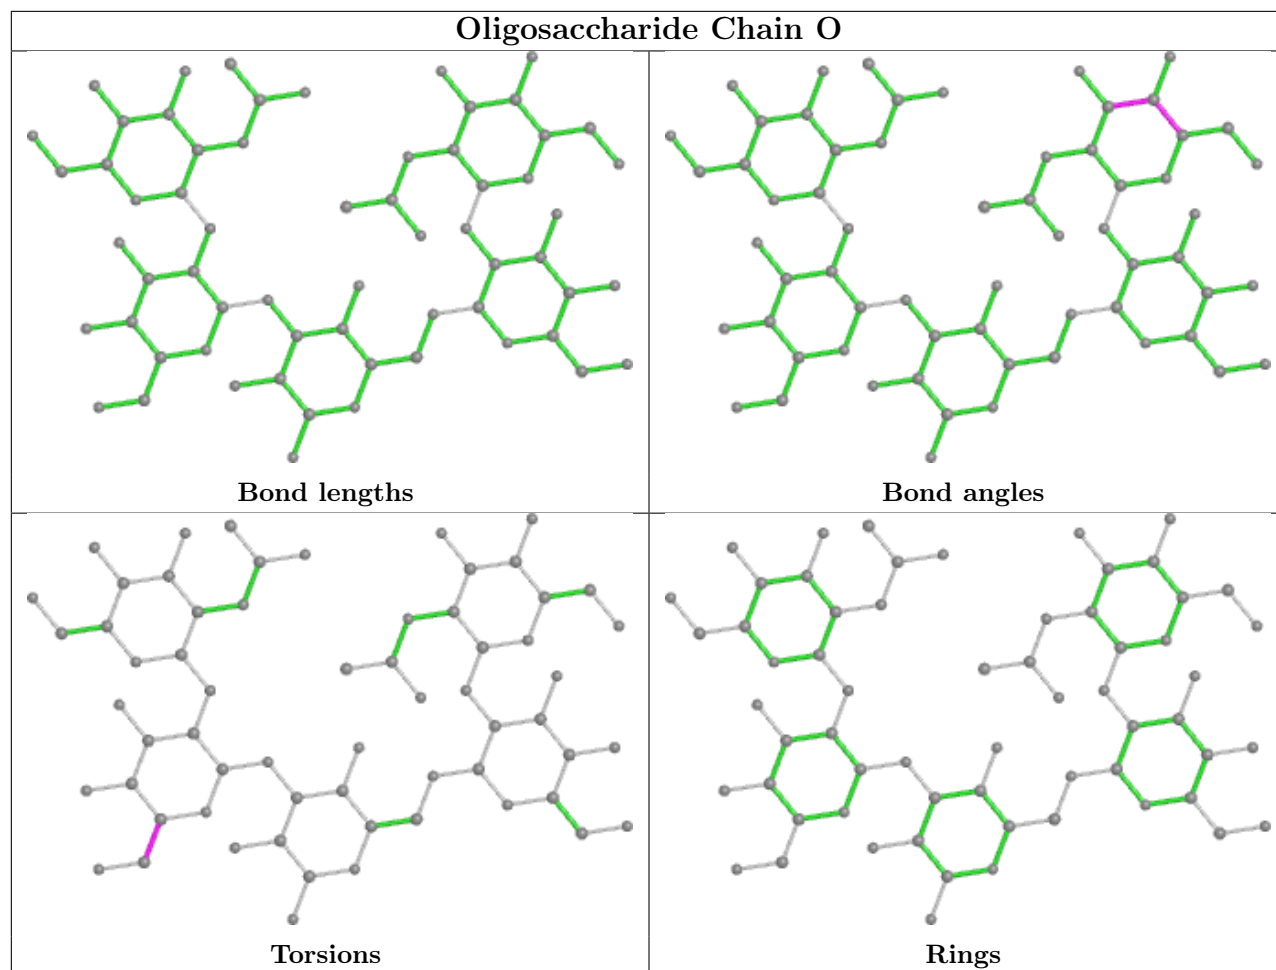 Oligosaccharide Chain O
Bond lengths
Bond angles
Torsions
Rings